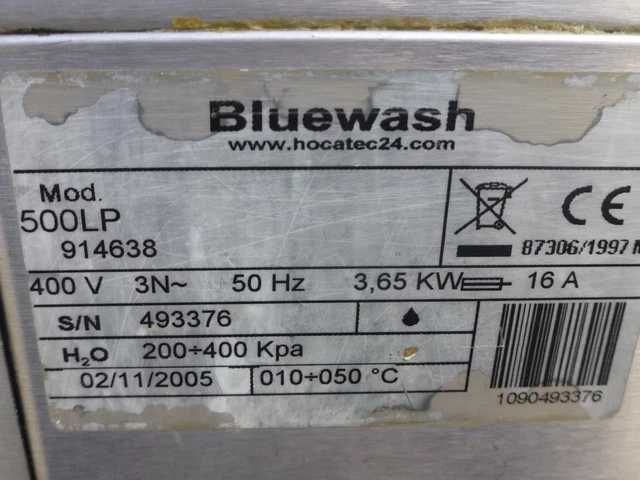 Bluewash
www.hocatec24.com
Mod.
500LP
914638
CE
87306/1997
400 V 3N~ 50 Hz 3,65 KW 16 A
S/N 493376
H₂O 200÷400 Kpa
02/11/2005 010÷050 °C
1090493376